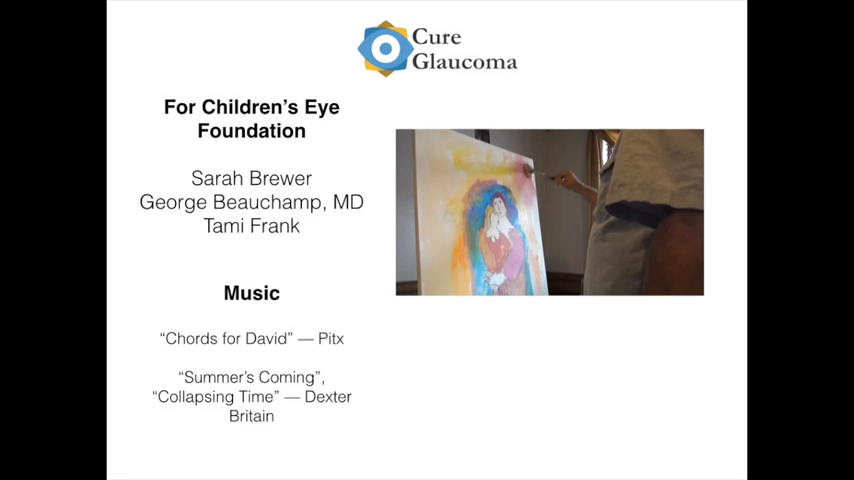 Cure
Glaucoma
For Children’s Eye
Foundation
Sarah Brewer
George Beauchamp, MD
Tami Frank
Music
“Chords for David” — Pitx
“Summer’s Coming”,
“Collapsing Time” — Dexter
Britain